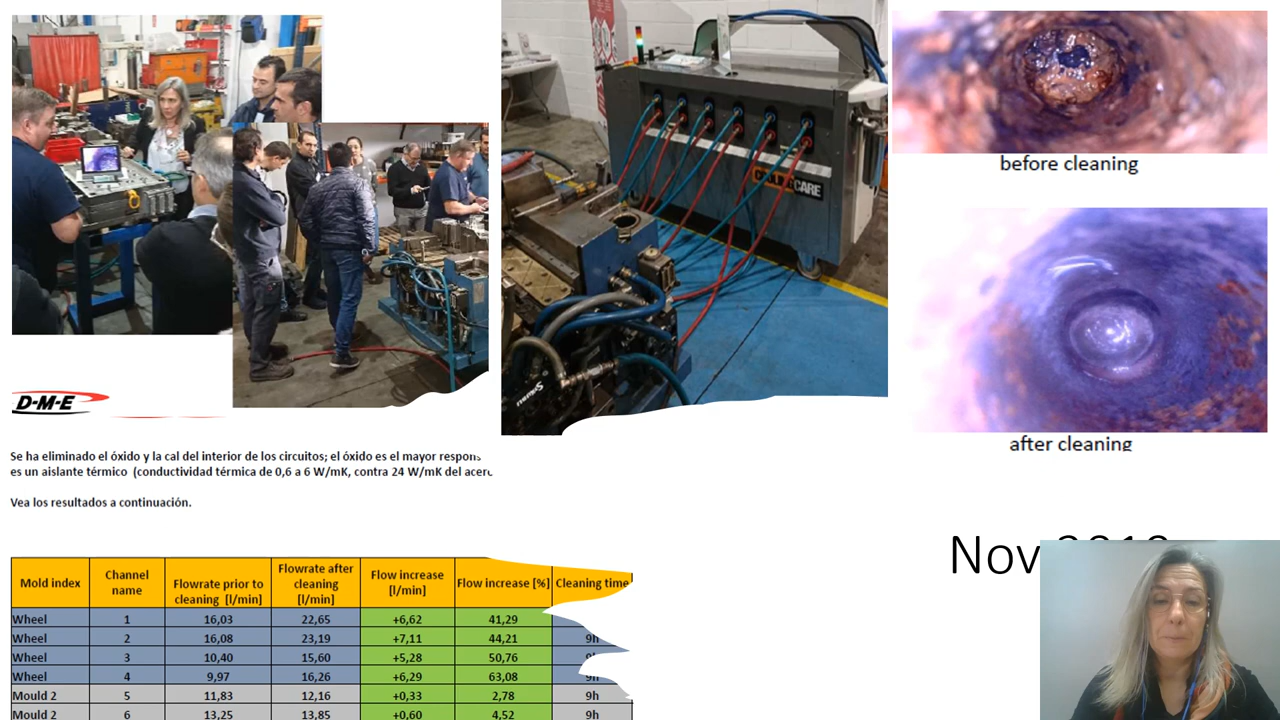 before cleaning
after cleaning
D-M-E
Se ha eliminado el óxido y la cal del interior de los circuitos; el óxido es el mayor
es un aislante térmico (conductividad térmica de 0,6 a 6 W/mK, contra 24 W/mK del
Vea los resultados a continuación.
Mold index Channel name Flowrate prior to cleaning [l/min] Flowrate after cleaning [l/min] Flow increase [l/min] Flow increase [%] Cleaning time
Wheel 1 16,03 22,65 +6,62 41,29
Wheel 2 16,08 23,19 +7,11 44,21 9h
Wheel 3 10,40 15,60 +5,28 50,76
Wheel 4 9,97 16,26 +6,29 63,08 9h
Mould 2 5 11,83 12,16 +0,33 2,78 9h
Mould 2 6 13,25 13,85 +0,60 4,52 9h
Nov